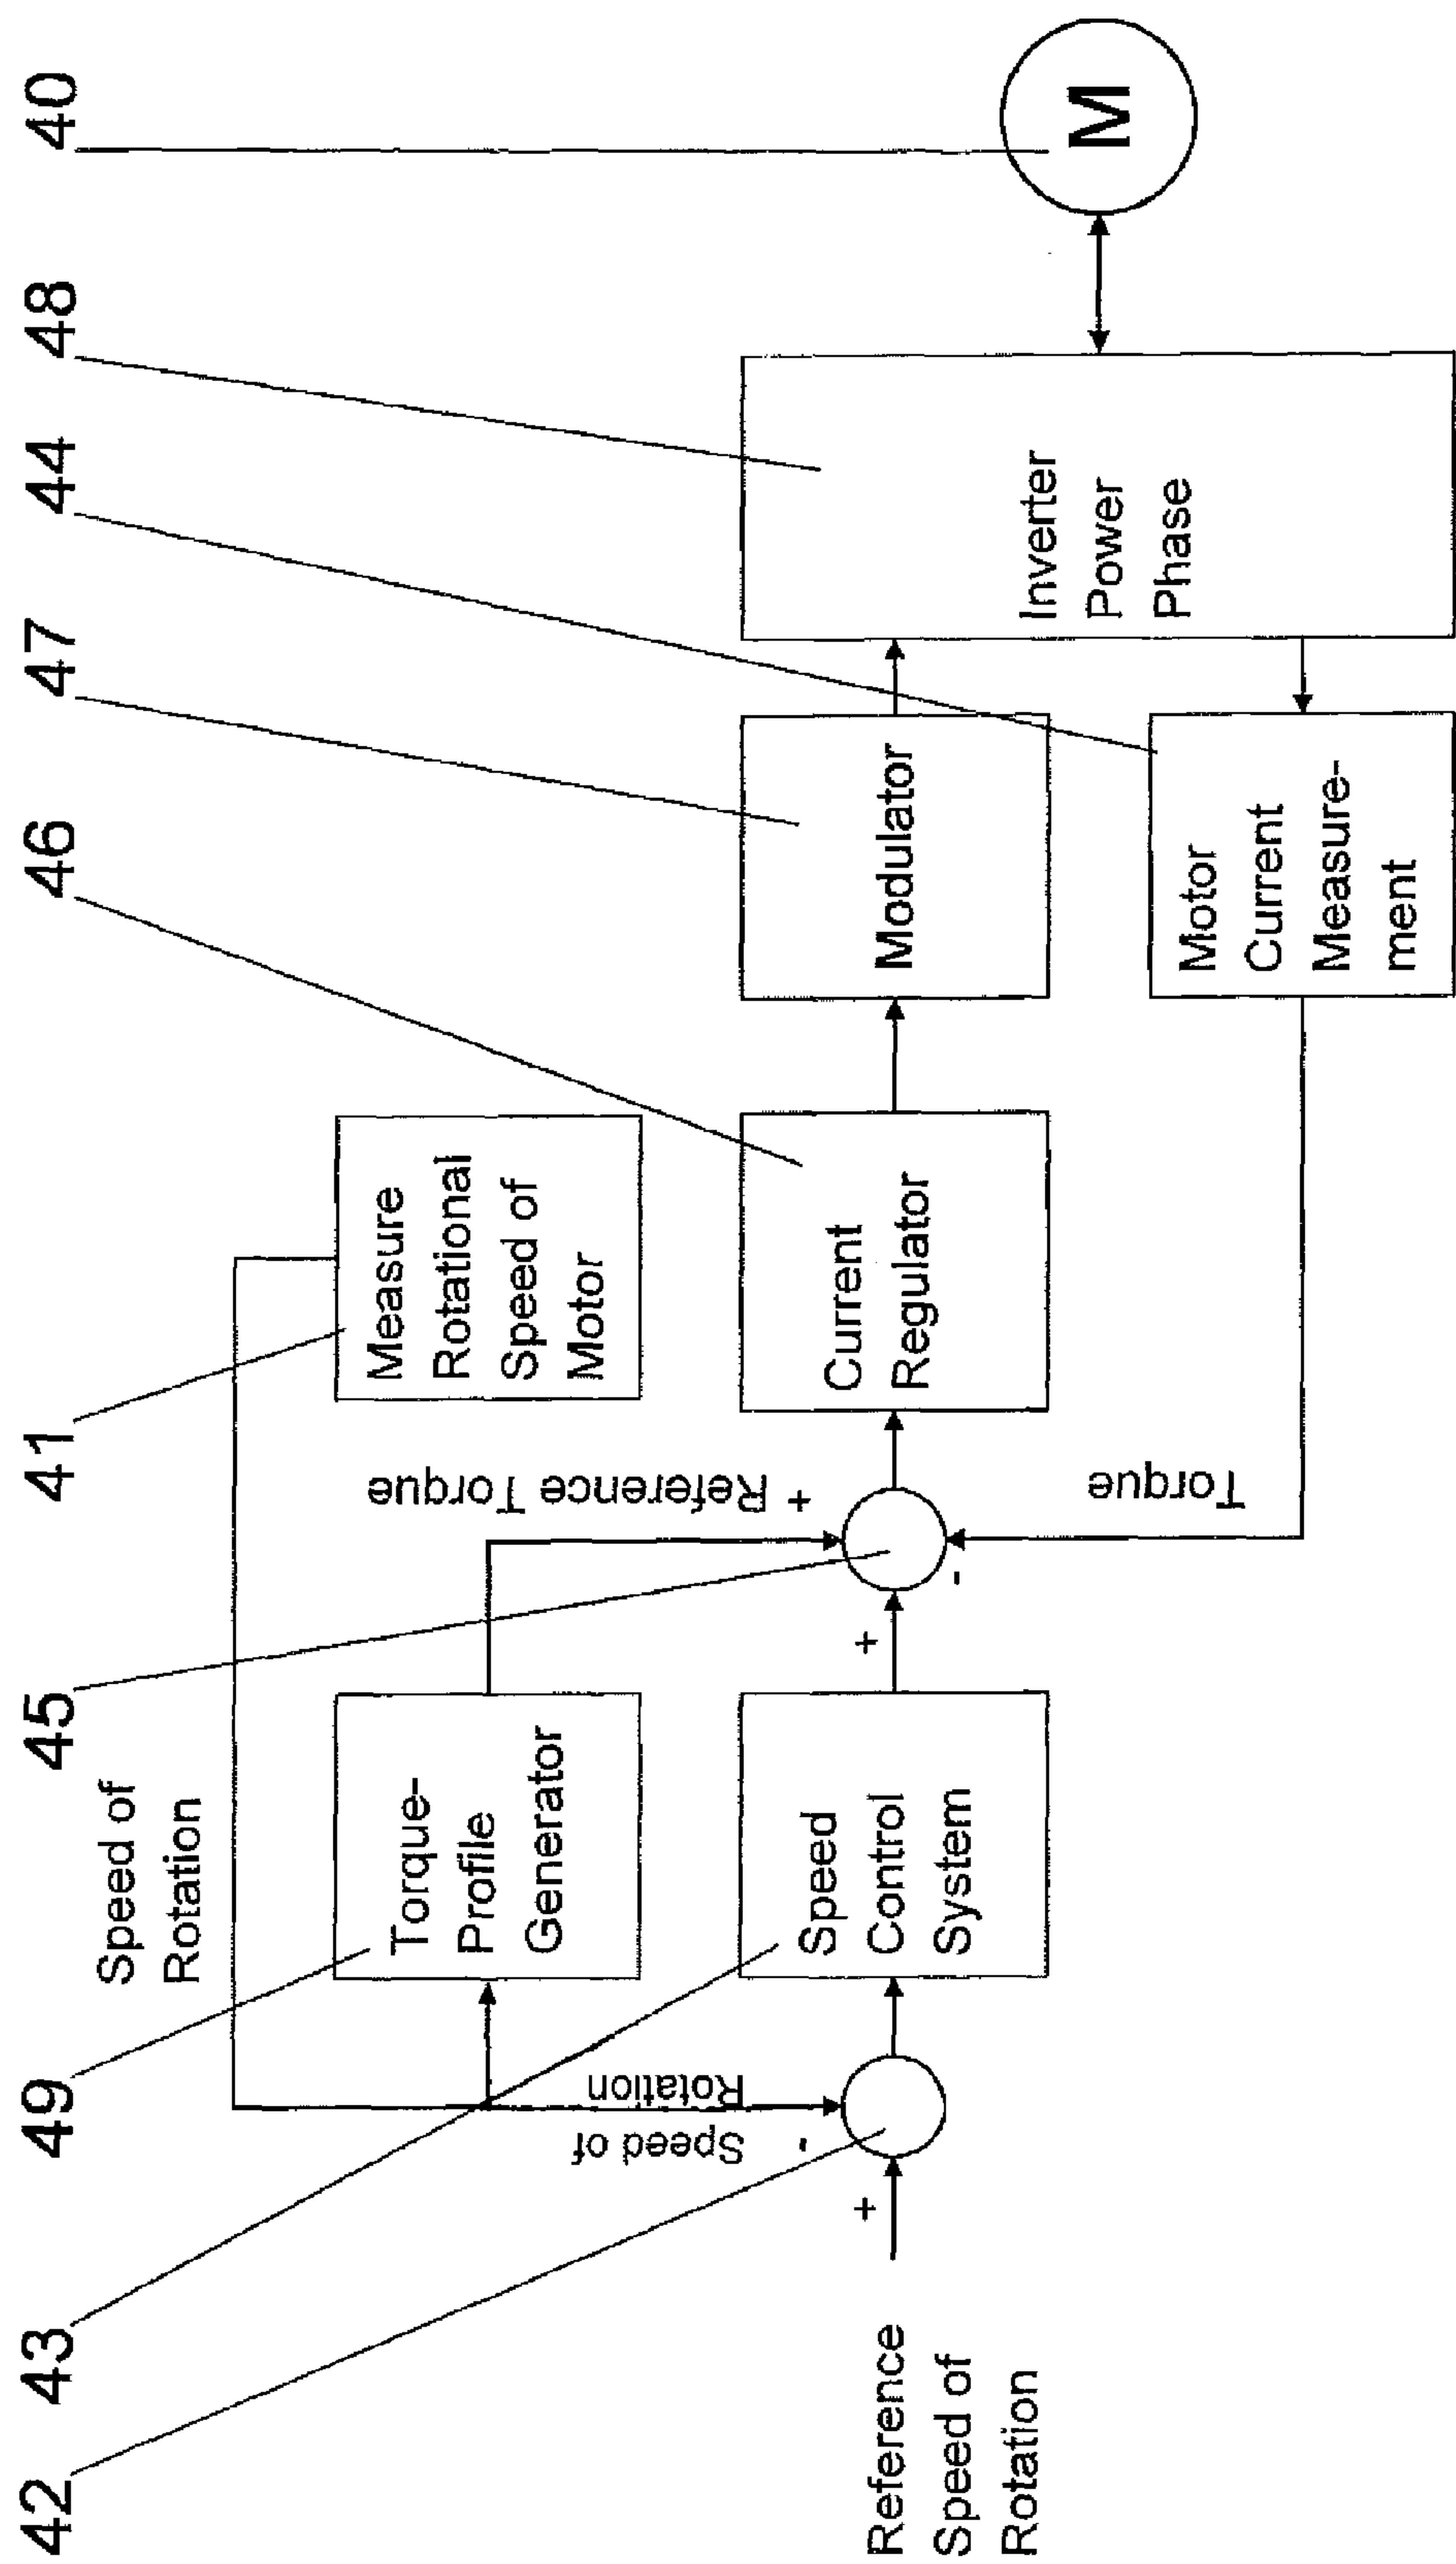 42
43
49
45
41
46
47
44
48
40
Speed of
Rotation
Torque-
Profile
Generator
Measure
Rotational
Speed of
Motor
+ Reference Torque
Speed of
Rotation
-
Reference
Speed of
Rotation
+
Speed
Control
System
+
-
Current
Regulator
Modulator
Inverter
Power
Phase
M
Torque
Motor
Current
Measure-
ment